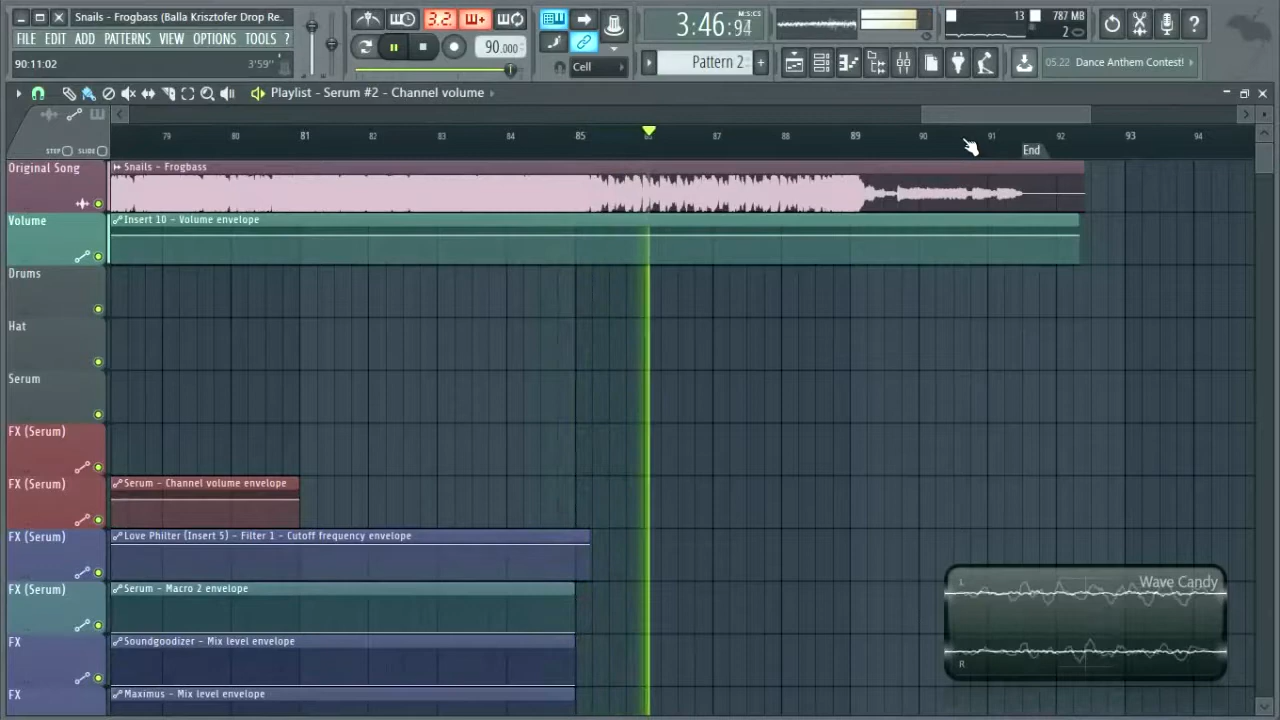 Snails - Frogbass (Balla Krisztofer Drop Re...
FILE EDIT ADD PATTERNS VIEW OPTIONS TOOLS ?
90:11:02 3'59"
3.2.
90.000
Cell
3:46:94 M:S:CS
Pattern 2
13 787 MB
2
05.22 Dance Anthem Contest!
Playlist - Serum #2 - Channel volume
STEP SLIDE
79 80 81 82 83 84 85 86 87 88 89 90 91 92 93 94
End
Original Song
Snails - Frogbass
Volume
Insert 10 - Volume envelope
Drums
Hat
Serum
FX (Serum)
FX (Serum)
Serum - Channel volume envelope
FX (Serum)
Love Philter (Insert 5) - Filter 1 - Cutoff frequency envelope
FX (Serum)
Serum - Macro 2 envelope
FX
Soundgoodizer - Mix level envelope
FX
Maximus - Mix level envelope
L Wave Candy
R